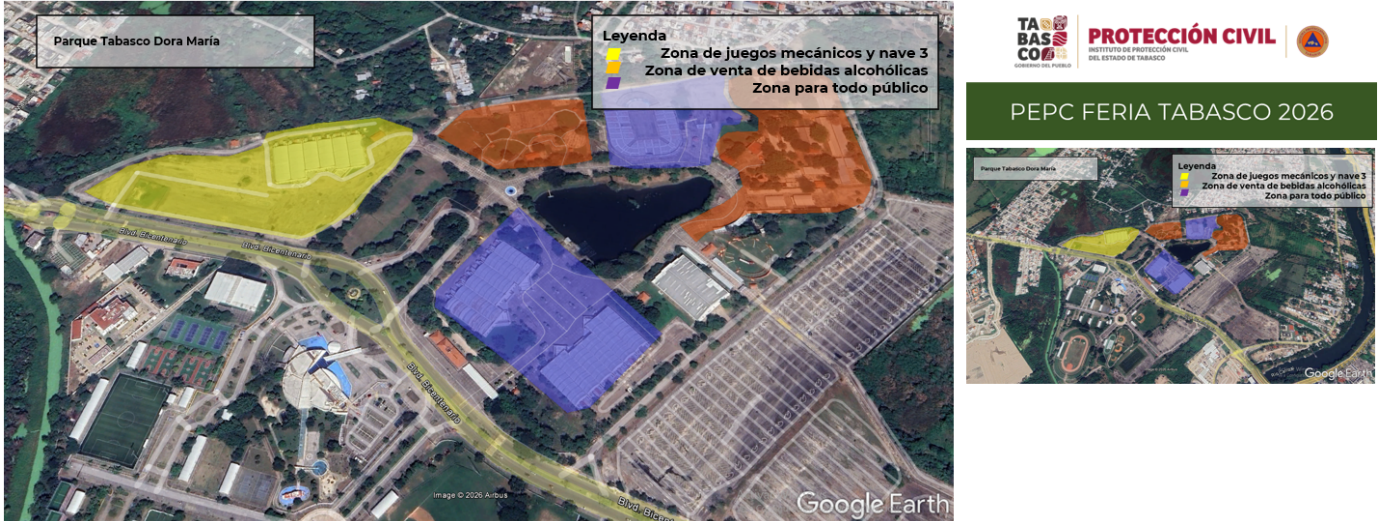 Parque Tabasco Dora María
Leyenda
Zona de juegos mecánicos y nave 3
Zona de venta de bebidas alcohólicas
Zona para todo público
Blvd. Bicentenario
Blvd. Bicentenario
Blvd. Bicentenario
Blvd. Bicent
Image © 2026 Airbus
Google Earth
TA
BAS
CO
GOBIERNO DEL PUEBLO
PROTECCIÓN CIVIL
INSTITUTO DE PROTECCIÓN CIVIL
DEL ESTADO DE TABASCO
PEPC FERIA TABASCO 2026
Parque Tabasco Dora María
Leyenda
Zona de juegos mecánicos y nave 3
Zona de venta de bebidas alcohólicas
Zona para todo público
Google Earth